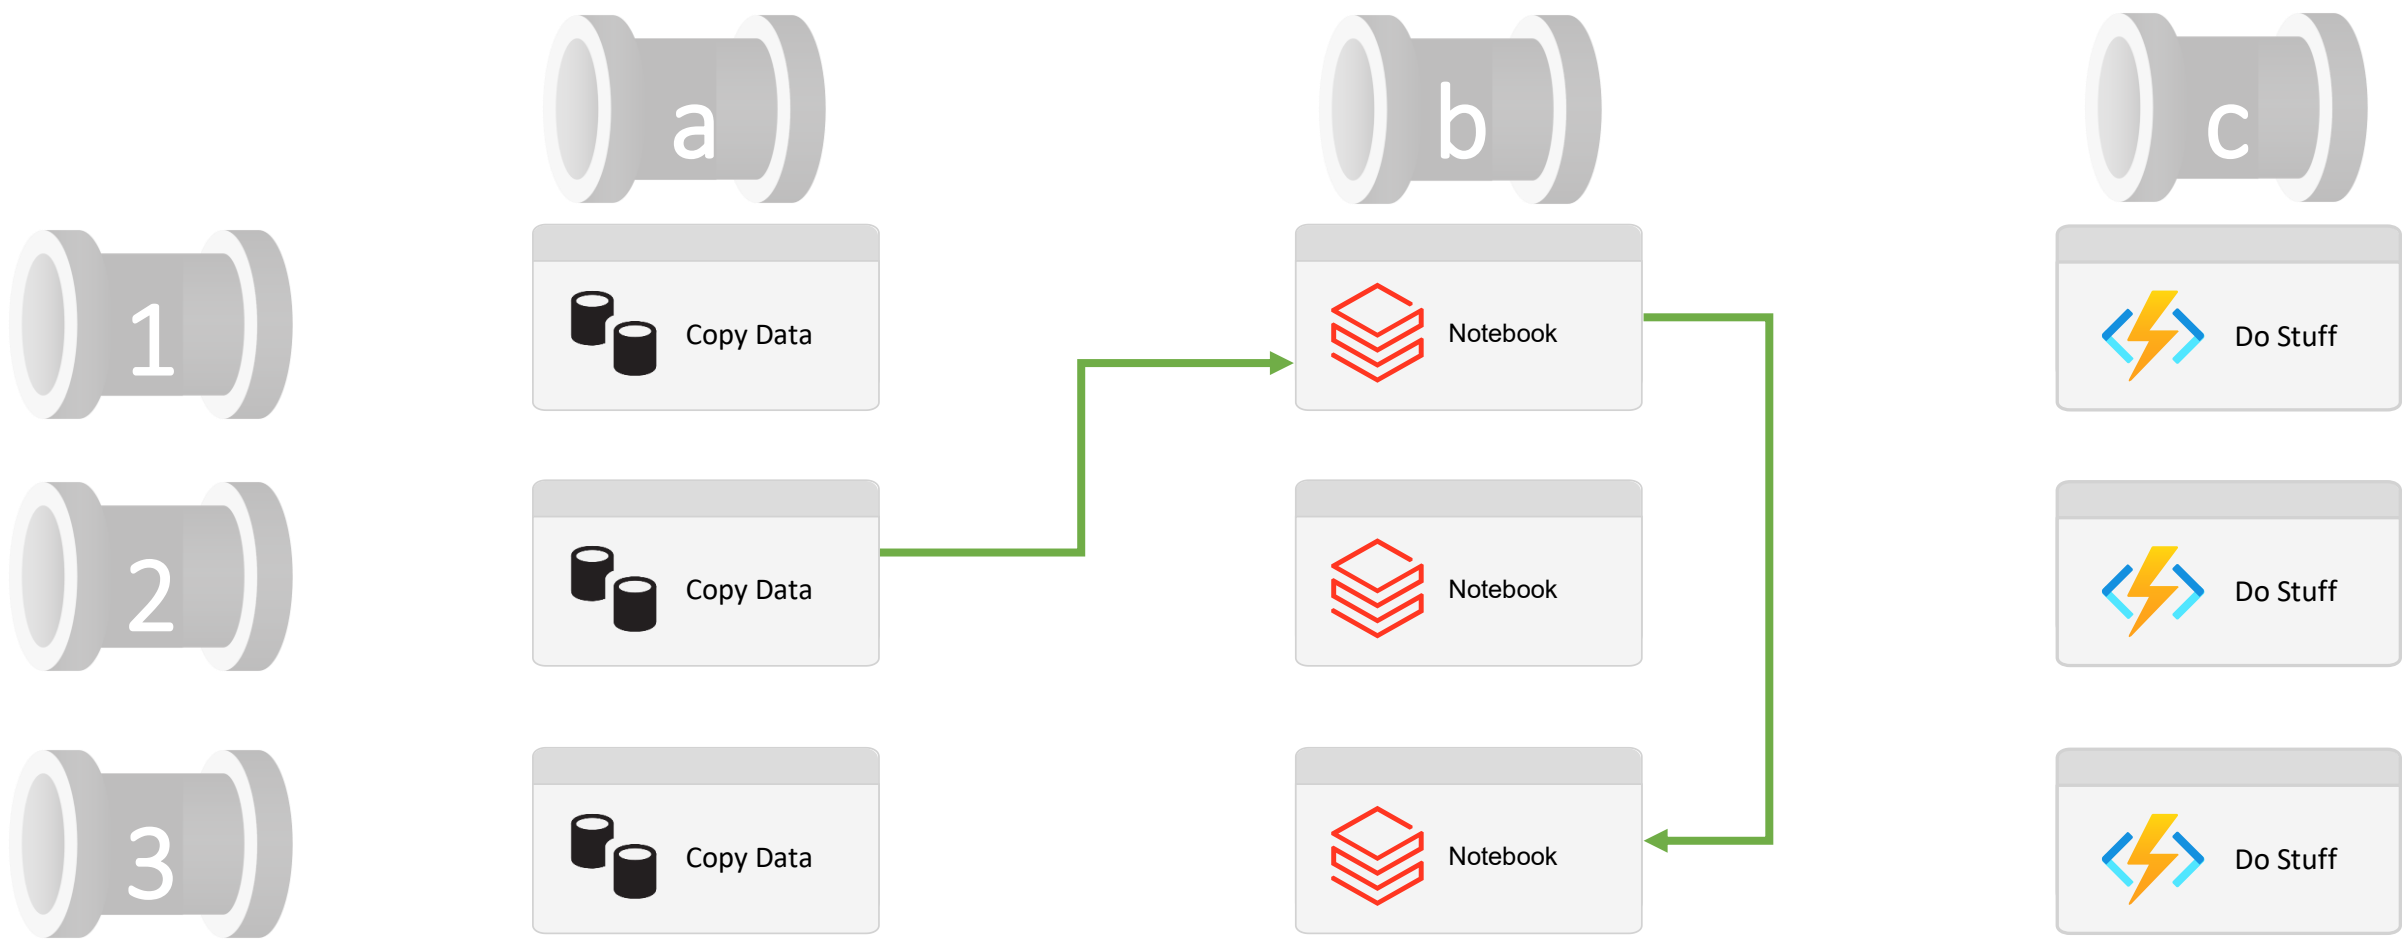 a
b
c
1
Copy Data
Notebook
Do Stuff
2
Copy Data
Notebook
Do Stuff
3
Copy Data
Notebook
Do Stuff